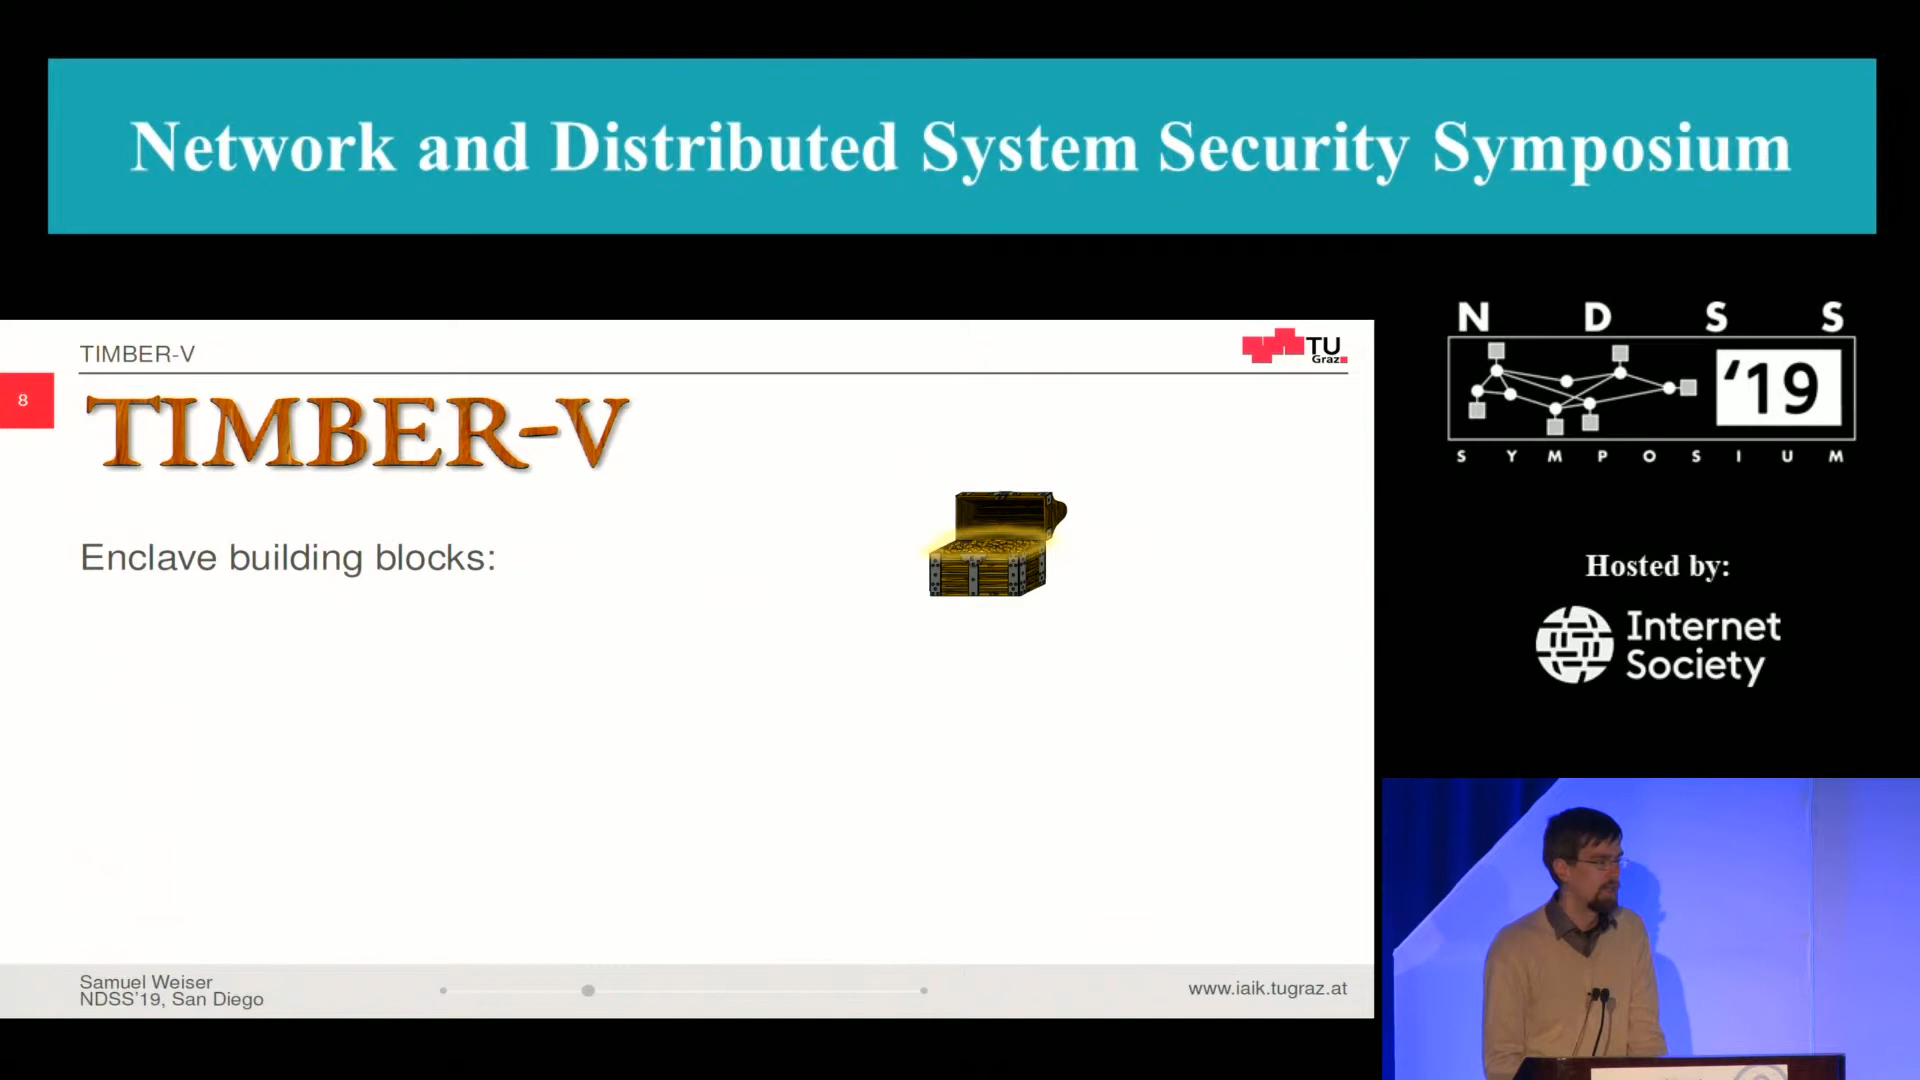 Network and Distributed System Security Symposium
TIMBER-V
TU
Graz
8
TIMBER-V
Enclave building blocks:
Samuel Weiser
NDSS'19, San Diego
www.iaik.tugraz.at
N D S S
'19
S Y M P O S I U M
Hosted by:
Internet
Society